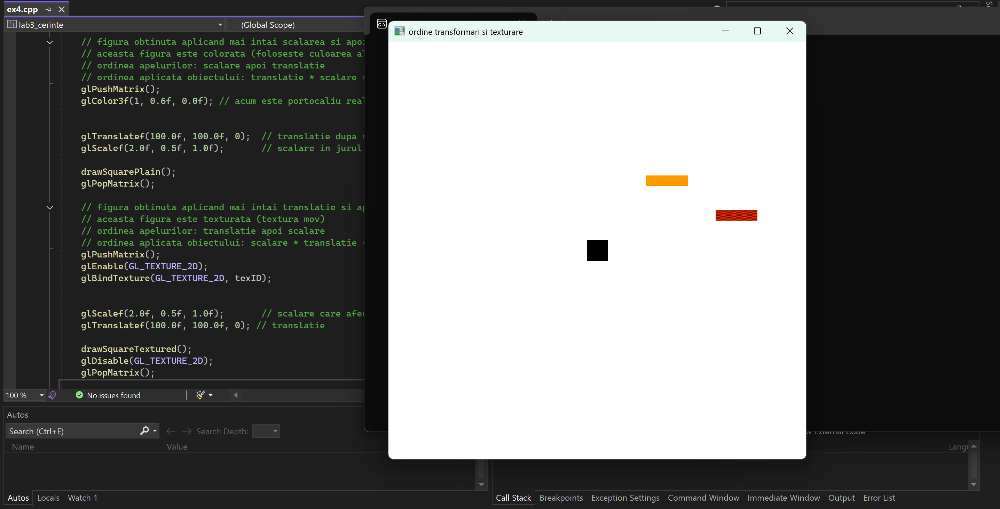 ex4.cpp
lab3_cerinte
(Global Scope)
// figura obtinuta aplicand mai intai scalarea si apoi
// aceasta figura este colorata (foloseste culoarea
// ordinea apelurilor: scalare apoi translatie
// ordinea aplicata obiectului: translatie * scalare *
glPushMatrix();
glColor3f(1, 0.6f, 0.0f); // acum este portocaliu real
glTranslatef(100.0f, 100.0f, 0); // translatie dupa
glScalef(2.0f, 0.5f, 1.0f); // scalare in jurul
drawSquarePlain();
glPopMatrix();
// figura obtinuta aplicand mai intai translatie si
// aceasta figura este texturata (textura mov)
// ordinea apelurilor: translatie apoi scalare
// ordinea aplicata obiectului: scalare * translatie *
glPushMatrix();
glEnable(GL_TEXTURE_2D);
glBindTexture(GL_TEXTURE_2D, texID);
glScalef(2.0f, 0.5f, 1.0f); // scalare care
glTranslatef(100.0f, 100.0f, 0); // translatie
drawSquareTextured();
glDisable(GL_TEXTURE_2D);
glPopMatrix();
100 %
No issues found
ordine transformari si texturare
Autos
Search (Ctrl+E)
Search Depth:
Name
Value
External Code
Autos
Locals
Watch 1
Call Stack
Breakpoints
Exception Settings
Command Window
Immediate Window
Output
Error List